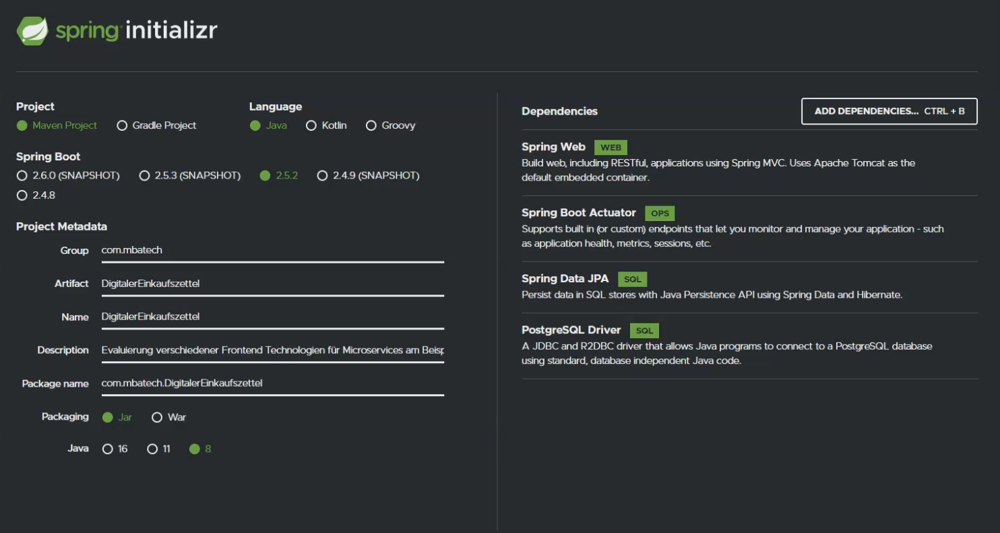 spring initializr
Project
Maven Project Gradle Project
Language
Java Kotlin Groovy
Spring Boot
2.6.0 (SNAPSHOT) 2.5.3 (SNAPSHOT) 2.5.2 2.4.9 (SNAPSHOT)
2.4.8
Project Metadata
Group com.mbatech
Artifact DigitalerEinkaufszettel
Name DigitalerEinkaufszettel
Description Evaluierung verschiedener Frontend Technologien für Microservices am Beisp
Package name com.mbatech.DigitalerEinkaufszettel
Packaging Jar War
Java 16 11 8
Dependencies
ADD DEPENDENCIES... CTRL + B
Spring Web WEB
Build web, including RESTful, applications using Spring MVC. Uses Apache Tomcat as the
default embedded container.
Spring Boot Actuator OPS
Supports built in (or custom) endpoints that let you monitor and manage your application - such
as application health, metrics, sessions, etc.
Spring Data JPA SQL
Persist data in SQL stores with Java Persistence API using Spring Data and Hibernate.
PostgreSQL Driver SQL
A JDBC and R2DBC driver that allows Java programs to connect to a PostgreSQL database
using standard, database independent Java code.